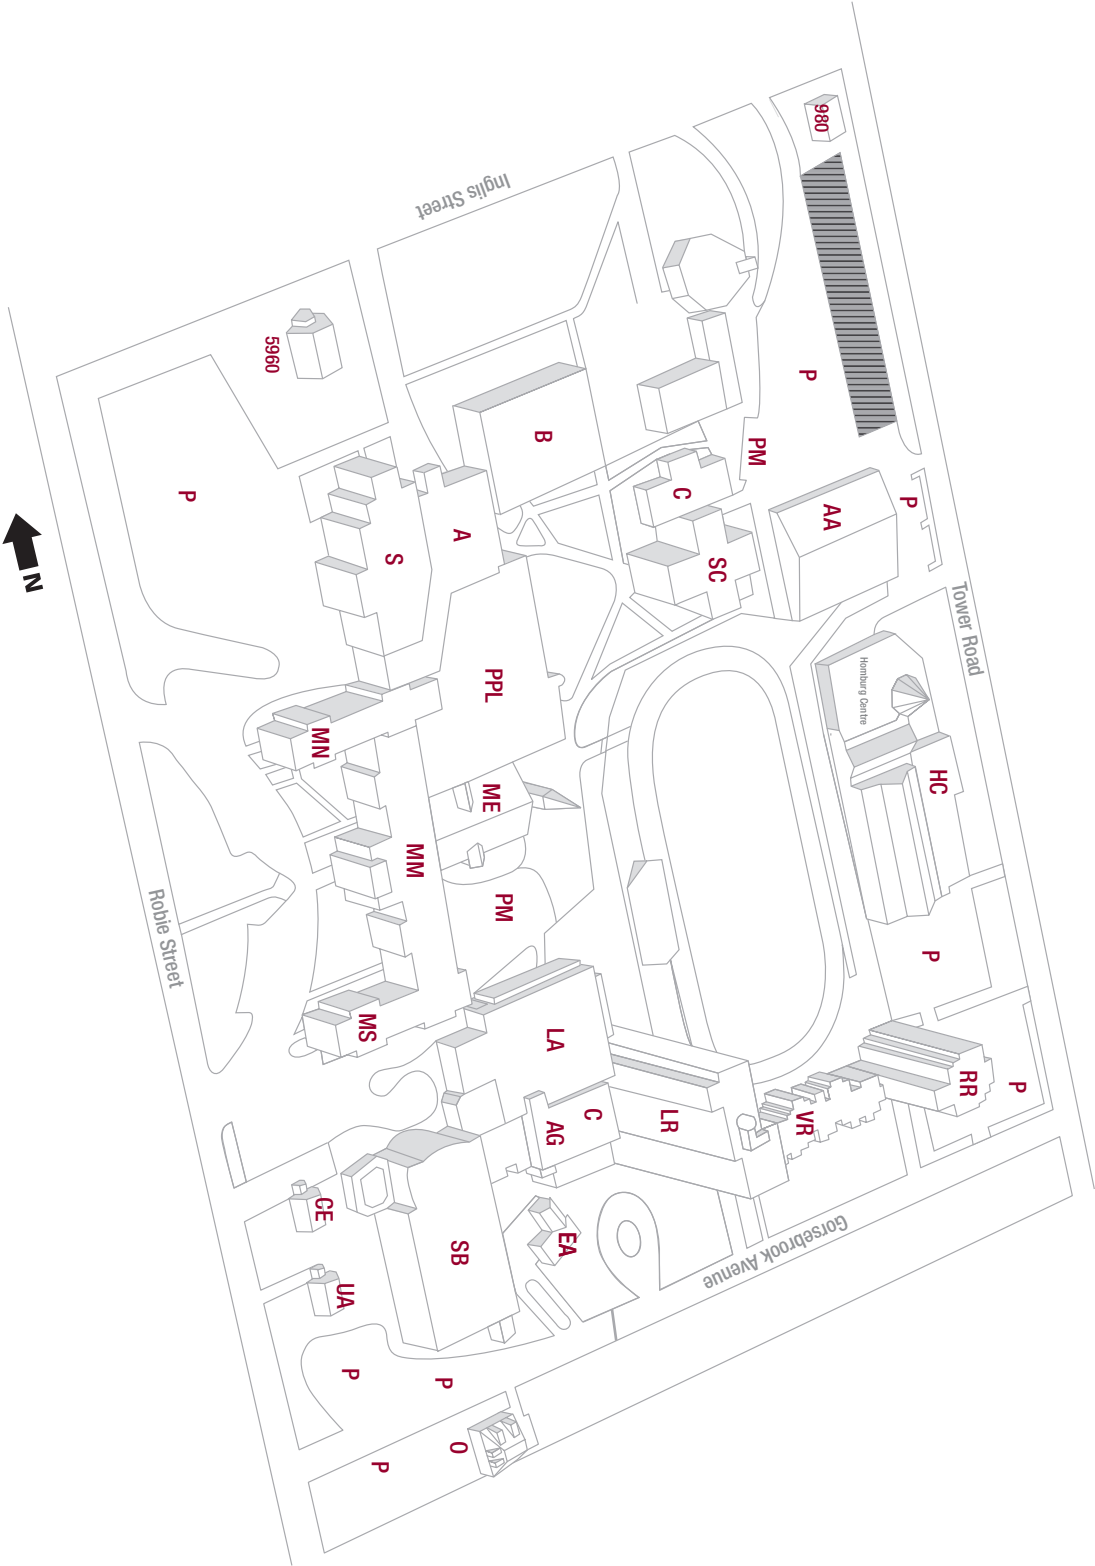 980
Inglis Street
5960
P
B
PM
P
C
AA
P
A
S
SC
N
Tower Road
PPL
Homburg Centre
MN
HC
ME
MM
PM
Robie Street
P
MS
LA
RR
P
C
LR
VR
AG
CE
EA
SB
Gorsebrook Avenue
UA
P
P
O
P